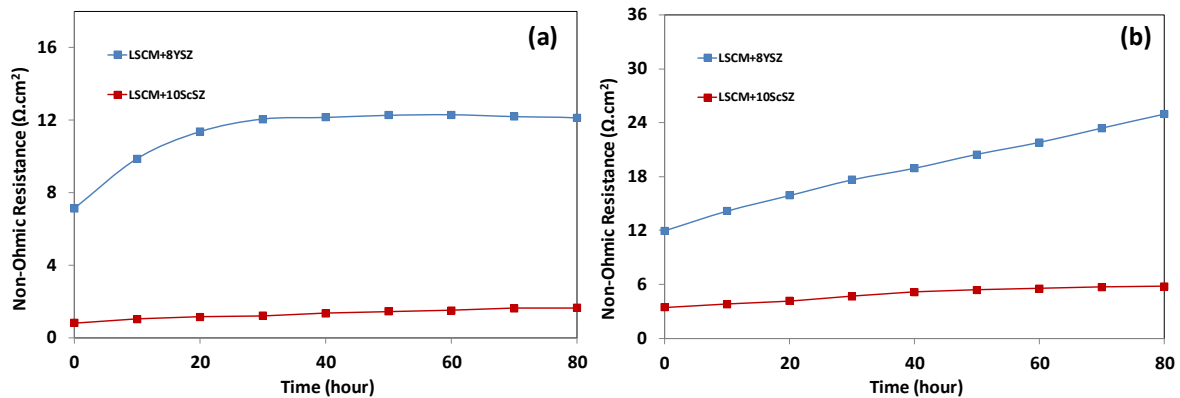 (a)
LSCM+8YSZ
LSCM+10ScSZ
Non-Ohmic Resistance (Ω.cm²)
16
12
8
4
0
0 20 40 60 80
Time (hour)
(b)
LSCM+8YSZ
LSCM+10ScSZ
Non-Ohmic Resistance (Ω.cm²)
36
30
24
18
12
6
0
0 20 40 60 80
Time (hour)